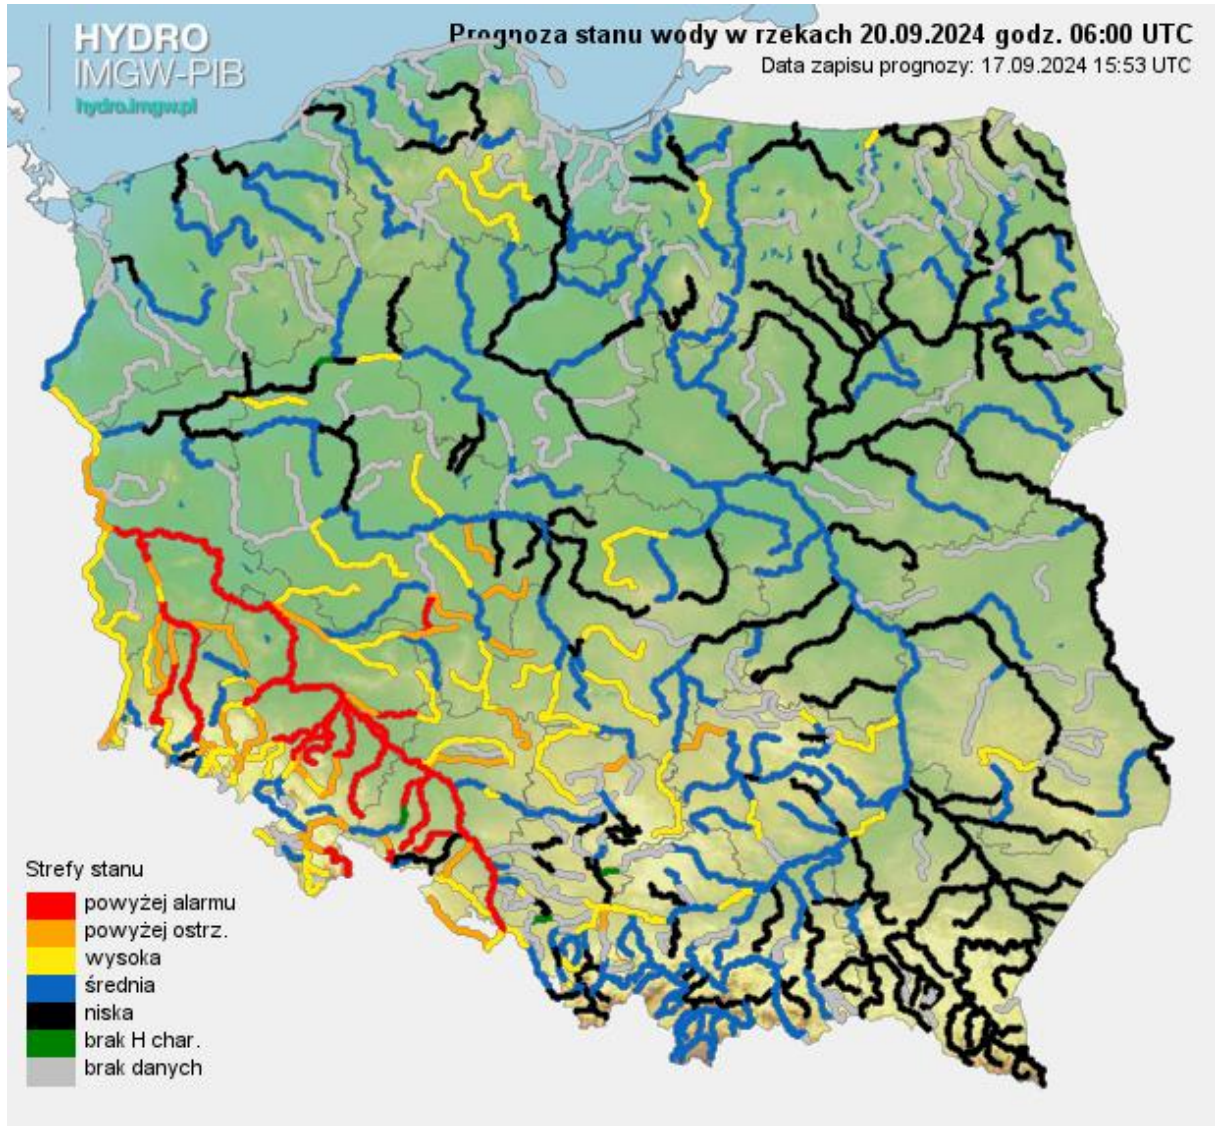 HYDRO
IMGW-PIB
hydro.imgw.pl
Prognoza stanu wody w rzekach 20.09.2024 godz. 06:00 UTC
Data zapisu prognozy: 17.09.2024 15:53 UTC
Strefy stanu
powyżej alarmu
powyżej ostrz.
wysoka
średnia
niska
brak H char.
brak danych